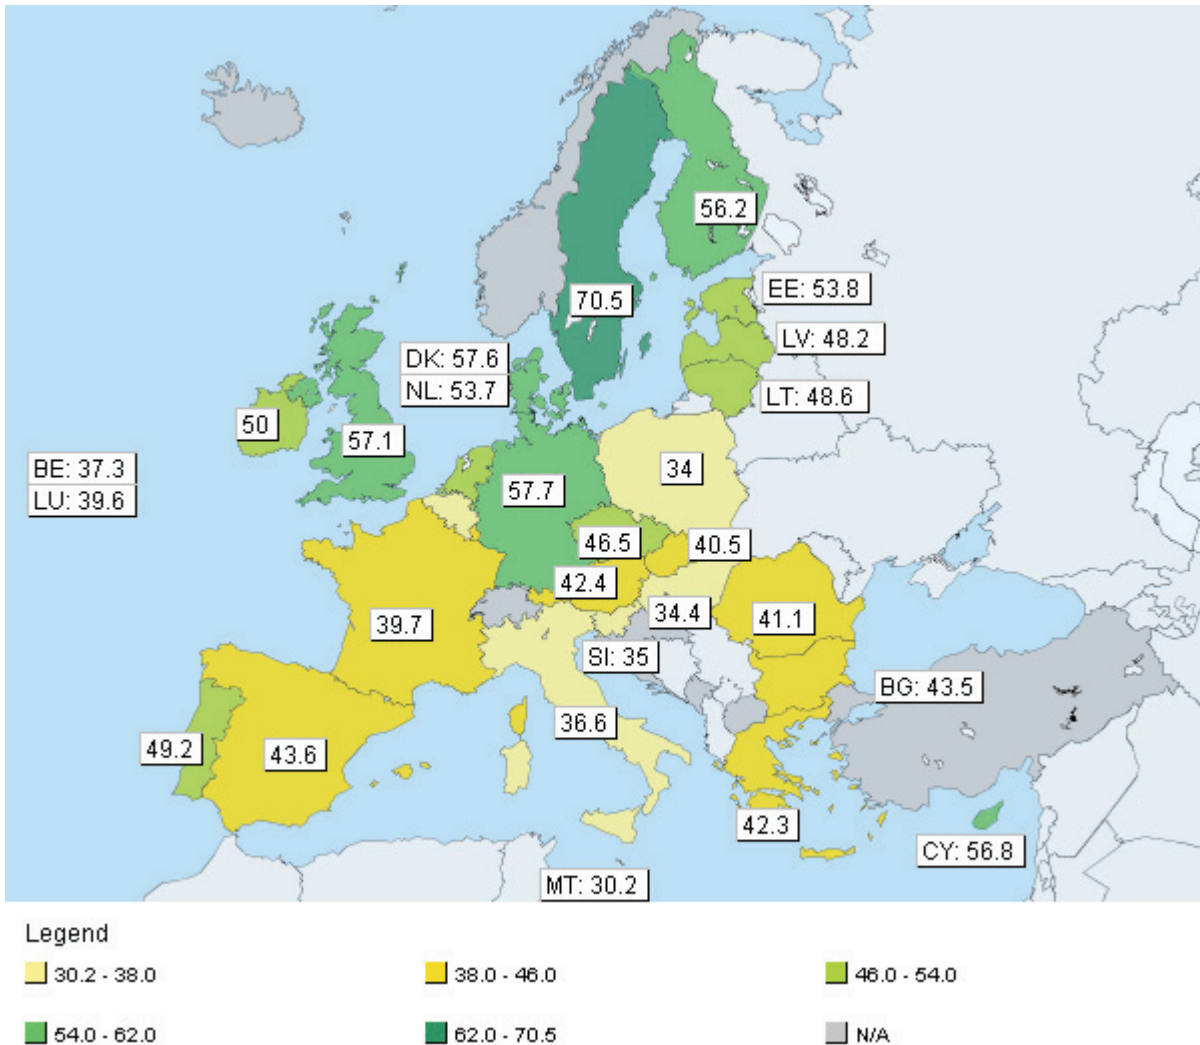 56.2
EE: 53.8
70.5
LV: 48.2
DK: 57.6
NL: 53.7
LT: 48.6
50
57.1
BE: 37.3
LU: 39.6
34
57.7
46.5
40.5
42.4
34.4
39.7
41.1
SI: 35
BG: 43.5
36.6
49.2
43.6
42.3
CY: 56.8
MT: 30.2
Legend
30.2 - 38.0
38.0 - 46.0
46.0 - 54.0
54.0 - 62.0
62.0 - 70.5
N/A